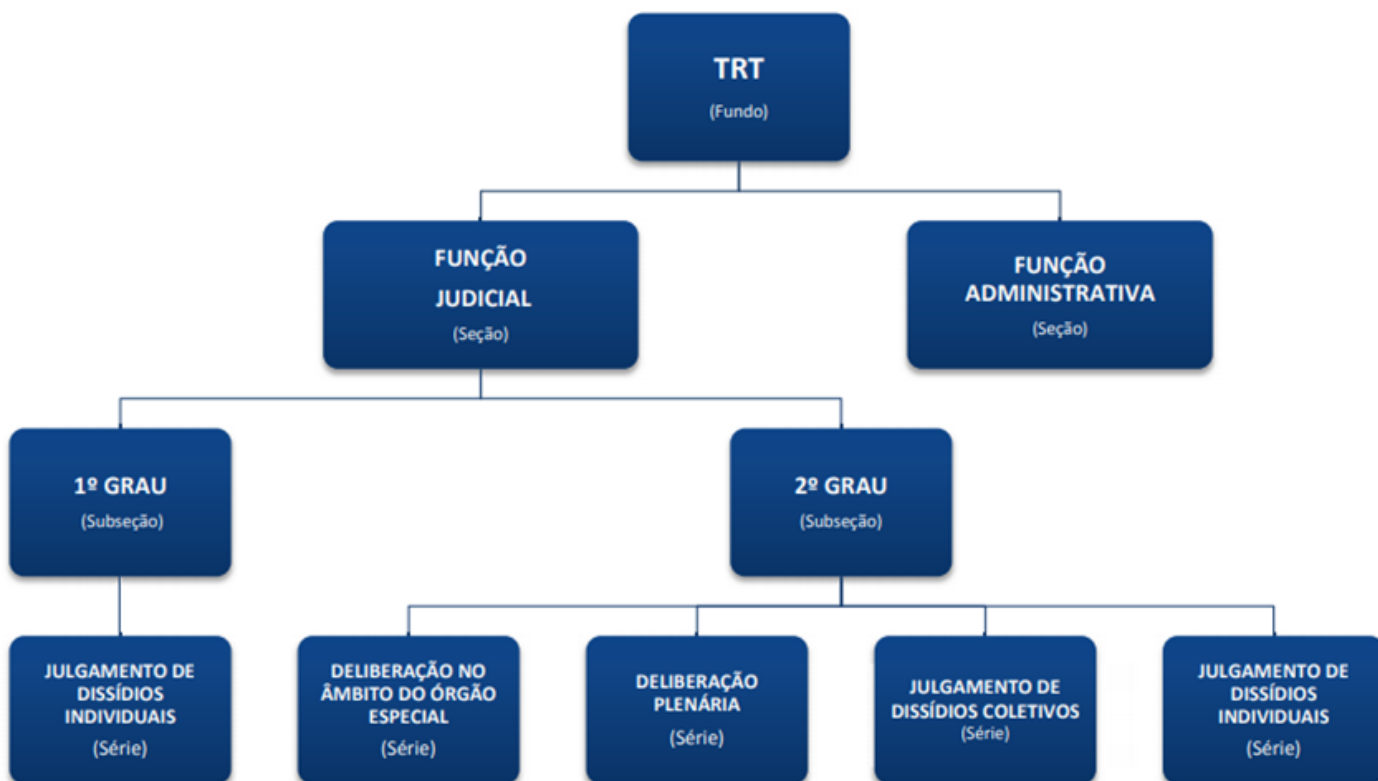 TRT
(Fundo)
FUNÇÃO
JUDICIAL
(Seção)
FUNÇÃO
ADMINISTRATIVA
(Seção)
1º GRAU
(Subseção)
2º GRAU
(Subseção)
JULGAMENTO DE
DISSÍDIOS
INDIVIDUAIS
(Série)
DELIBERAÇÃO NO
ÂMBITO DO ÓRGÃO
ESPECIAL
(Série)
DELIBERAÇÃO
PLENÁRIA
(Série)
JULGAMENTO DE
DISSÍDIOS COLETIVOS
(Série)
JULGAMENTO DE
DISSÍDIOS
INDIVIDUAIS
(Série)